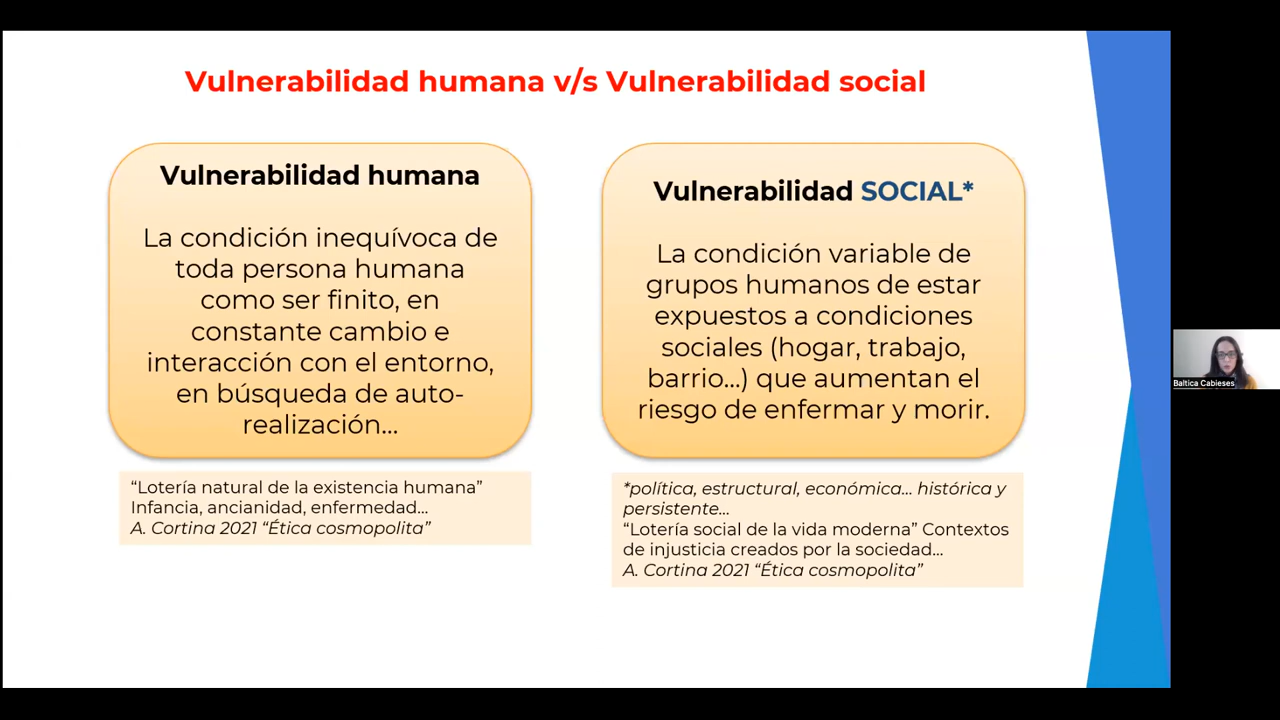 Vulnerabilidad humana v/s Vulnerabilidad social
Vulnerabilidad humana
La condición inequívoca de
toda persona humana
como ser finito, en
constante cambio e
interacción con el entorno,
en búsqueda de auto-
realización...
“Lotería natural de la existencia humana”
Infancia, ancianidad, enfermedad...
A. Cortina 2021 “Ética cosmopolita”
Vulnerabilidad SOCIAL*
La condición variable de
grupos humanos de estar
expuestos a condiciones
sociales (hogar, trabajo,
barrio...) que aumentan el
riesgo de enfermar y morir.
*política, estructural, económica... histórica y
persistente...
“Lotería social de la vida moderna” Contextos
de injusticia creados por la sociedad...
A. Cortina 2021 “Ética cosmopolita”
Baltica Cabieses